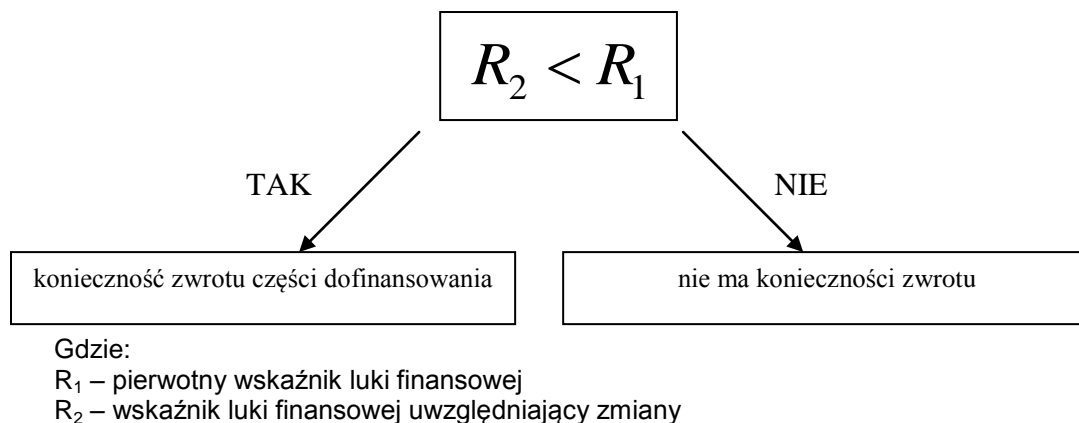 R₂ < R₁
TAK
NIE
konieczność zwrotu części dofinansowania
nie ma konieczności zwrotu
Gdzie:
R₁ – pierwotny wskaźnik luki finansowej
R₂ – wskaźnik luki finansowej uwzględniający zmiany